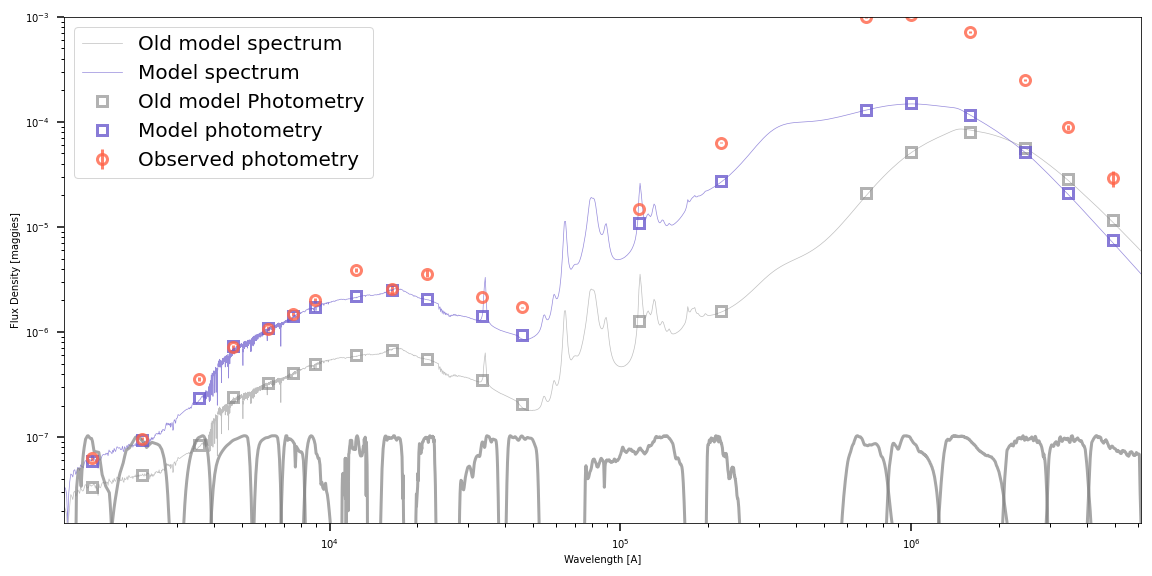 Old model spectrum
Model spectrum
Old model Photometry
Model photometry
Observed photometry
Flux Density [maggies]
10⁻³
10⁻⁴
10⁻⁵
10⁻⁶
10⁻⁷
10⁴
10⁵
10⁶
Wavelength [A]